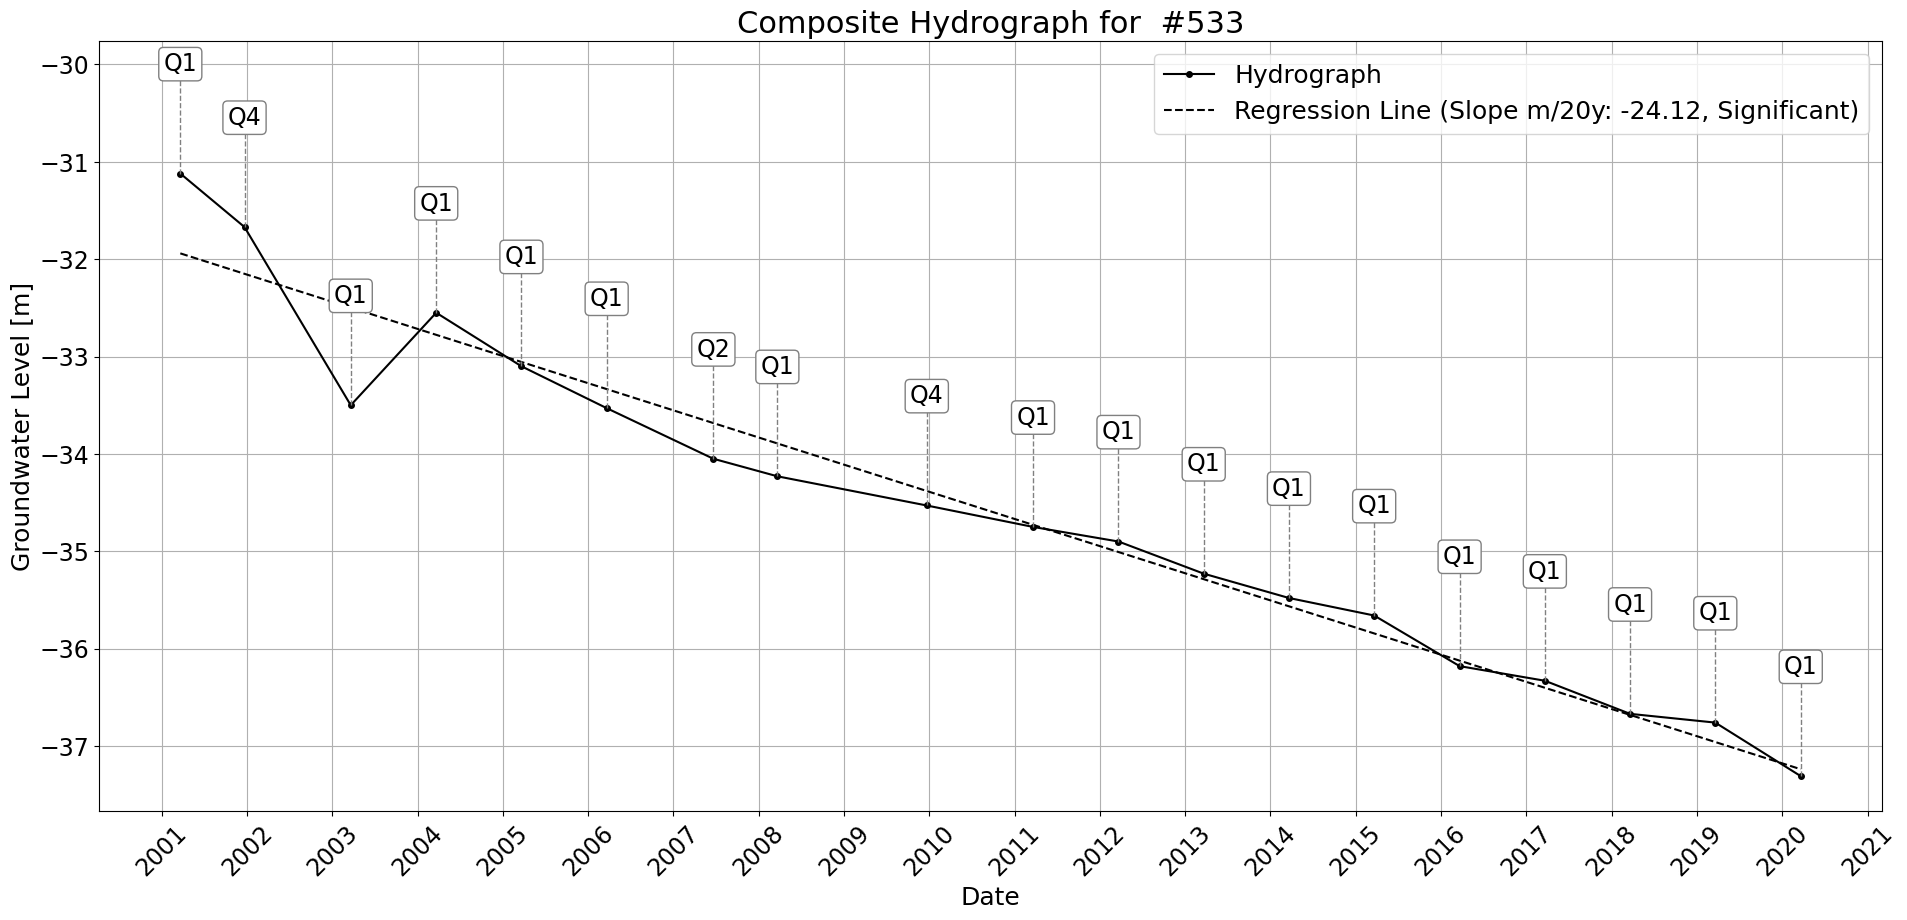 Composite Hydrograph for  #533
Hydrograph
Regression Line (Slope m/20y: -24.12, Significant)
Groundwater Level [m]
−30
−31
−32
−33
−34
−35
−36
−37
Q1
Q4
Q1
Q1
Q1
Q1
Q2
Q1
Q4
Q1
Q1
Q1
Q1
Q1
Q1
Q1
Q1
Q1
Q1
2001
2002
2003
2004
2005
2006
2007
2008
2009
2010
2011
2012
2013
2014
2015
2016
2017
2018
2019
2020
2021
Date